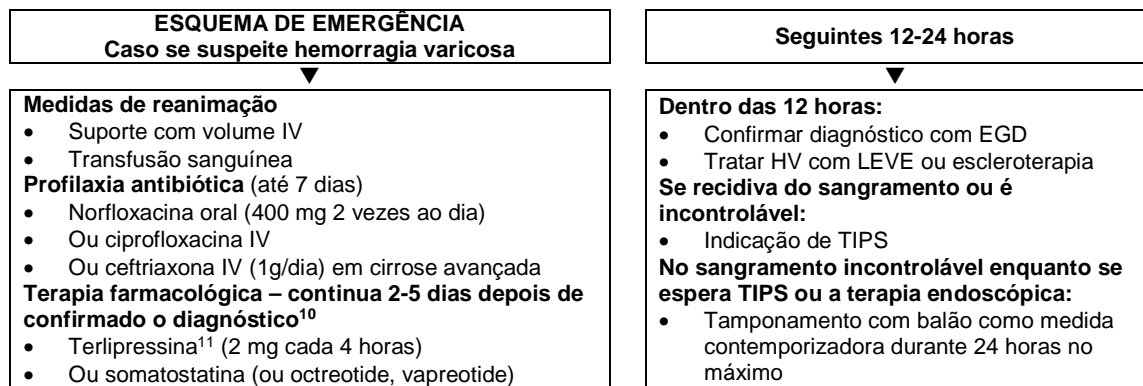 ESQUEMA DE EMERGÊNCIA
Caso se suspeite hemorragia varicosa
Medidas de reanimação
• Suporte com volume IV
• Transfusão sanguínea
Profilaxia antibiótica (até 7 dias)
• Norfloxacina oral (400 mg 2 vezes ao dia)
• Ou ciprofloxacina IV
• Ou ceftriaxona IV (1g/dia) em cirrose avançada
Terapia farmacológica – continua 2-5 dias depois de
confirmado o diagnóstico¹⁰
• Terlipressina¹¹ (2 mg cada 4 horas)
• Ou somatostatina (ou octreotide, vapreotide)
Seguintes 12-24 horas
Dentro das 12 horas:
• Confirmar diagnóstico com EGD
• Tratar HV com LEVE ou escleroterapia
Se recidiva do sangramento ou é
incontrolável:
• Indicação de TIPS
No sangramento incontrolável enquanto se
espera TIPS ou a terapia endoscópica:
• Tamponamento com balão como medida
contemporizadora durante 24 horas no
máximo